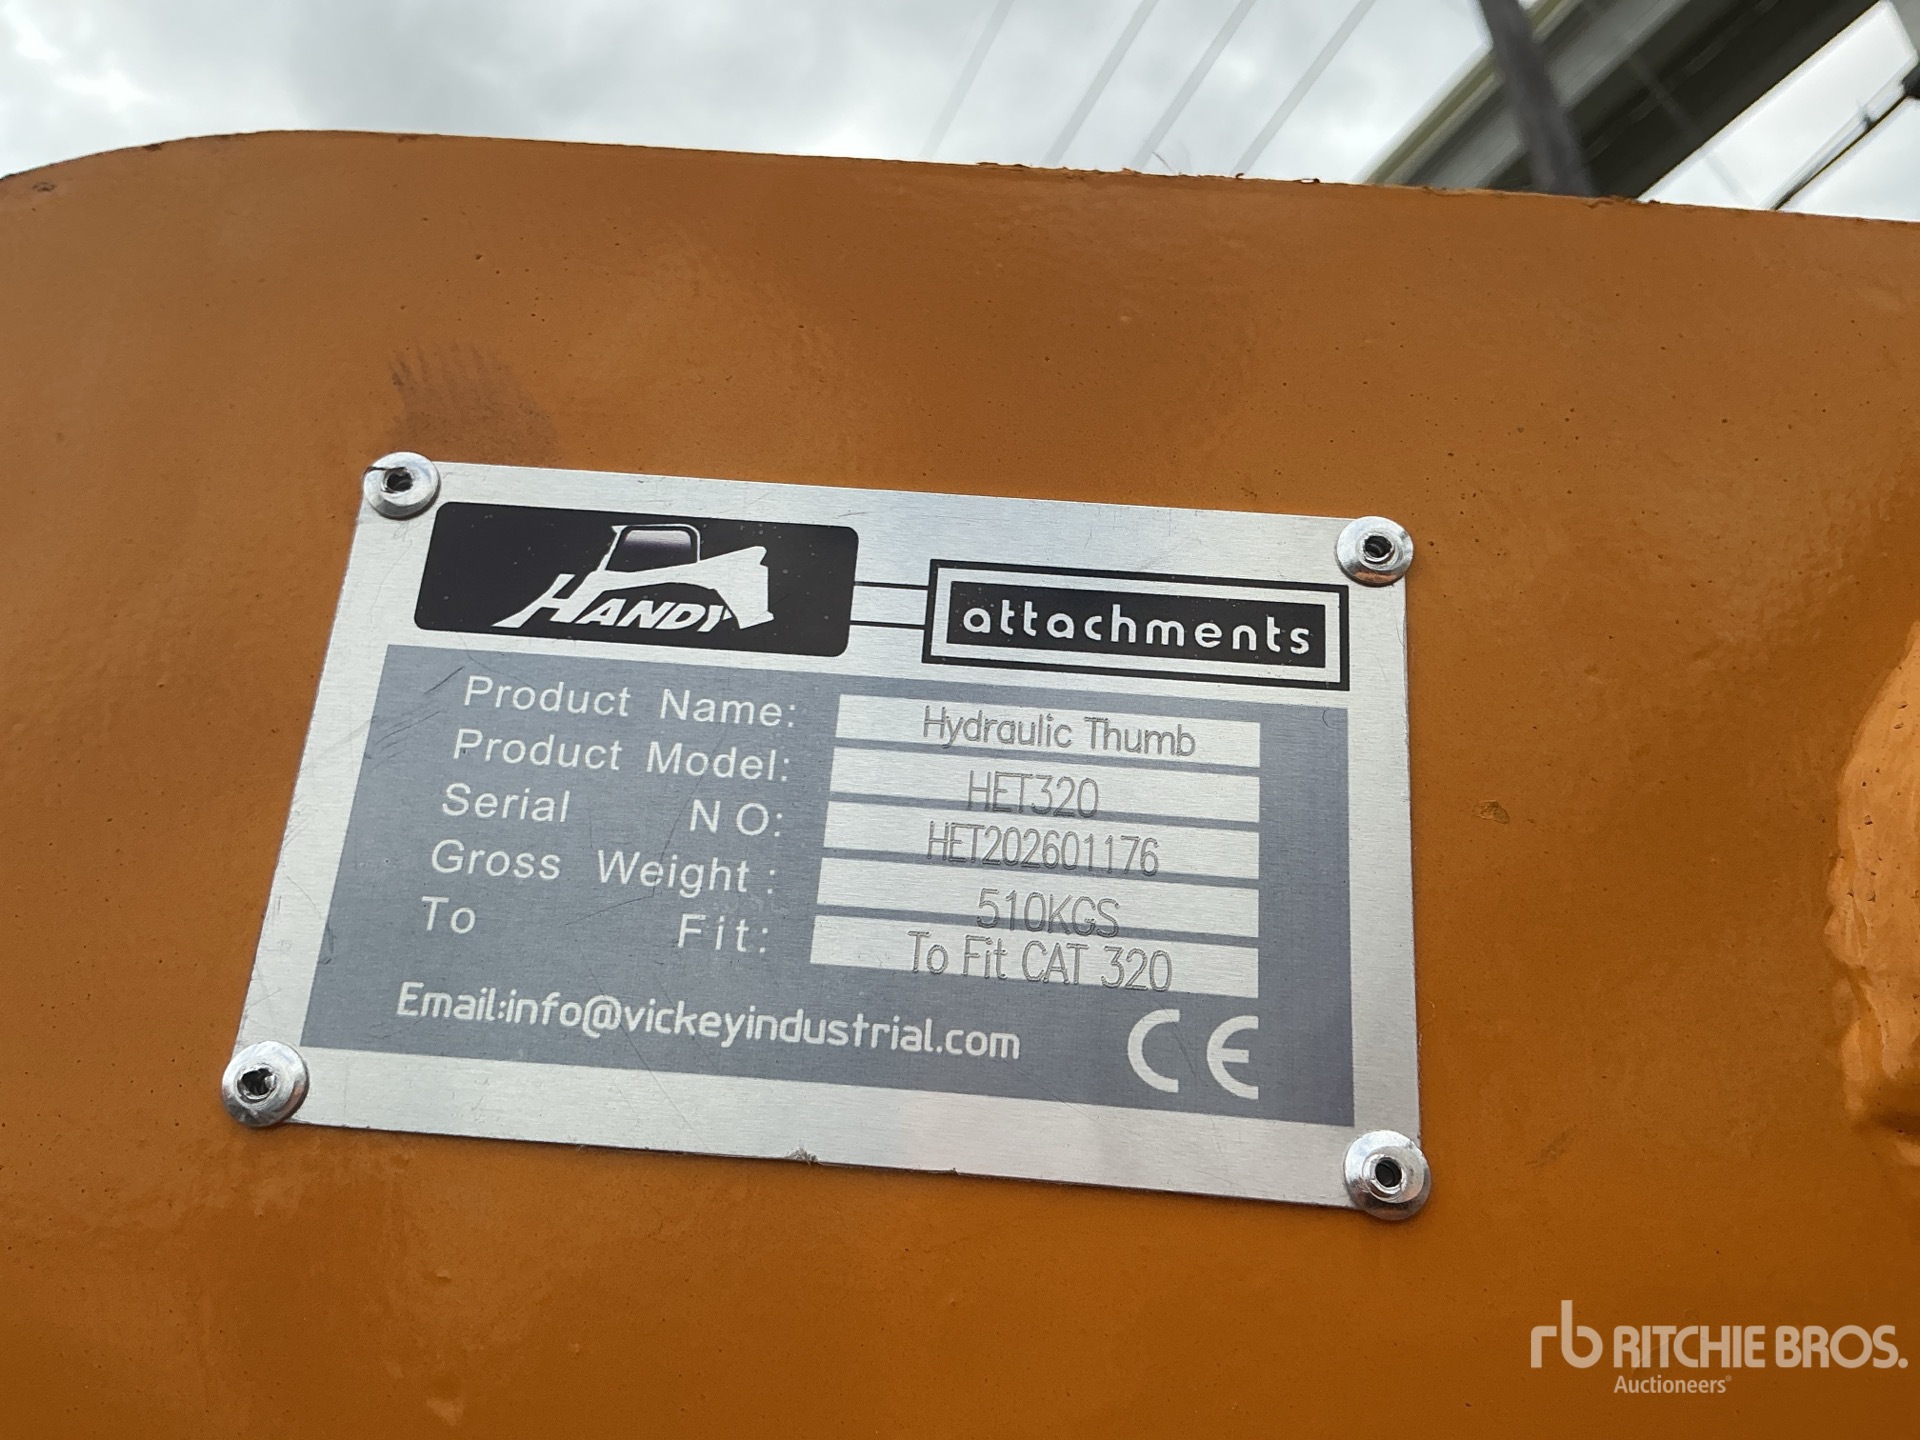 HANDY attachments
Product Name: Hydraulic Thumb
Product Model: HET320
Serial NO: HET202601176
Gross Weight: 510KGS
To Fit: To Fit CAT 320
Email:info@vickeyindustrial.com
CE
rb RITCHIE BROS.
Auctioneers®